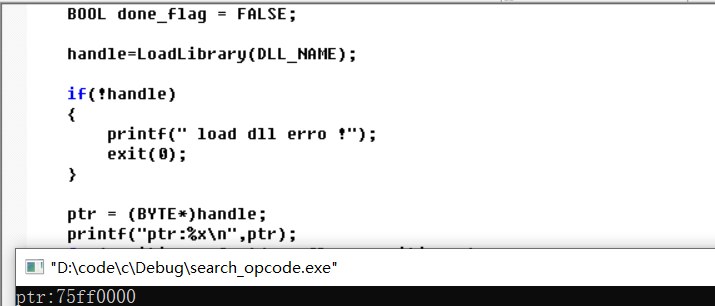 BOOL done_flag = FALSE;
handle=LoadLibrary(DLL_NAME);
if(!handle)
{
printf(" load dll erro !");
exit(0);
}
ptr = (BYTE*)handle;
printf("ptr:%x\n",ptr);
"D:\code\c\Debug\search_opcode.exe"
ptr:75ff0000